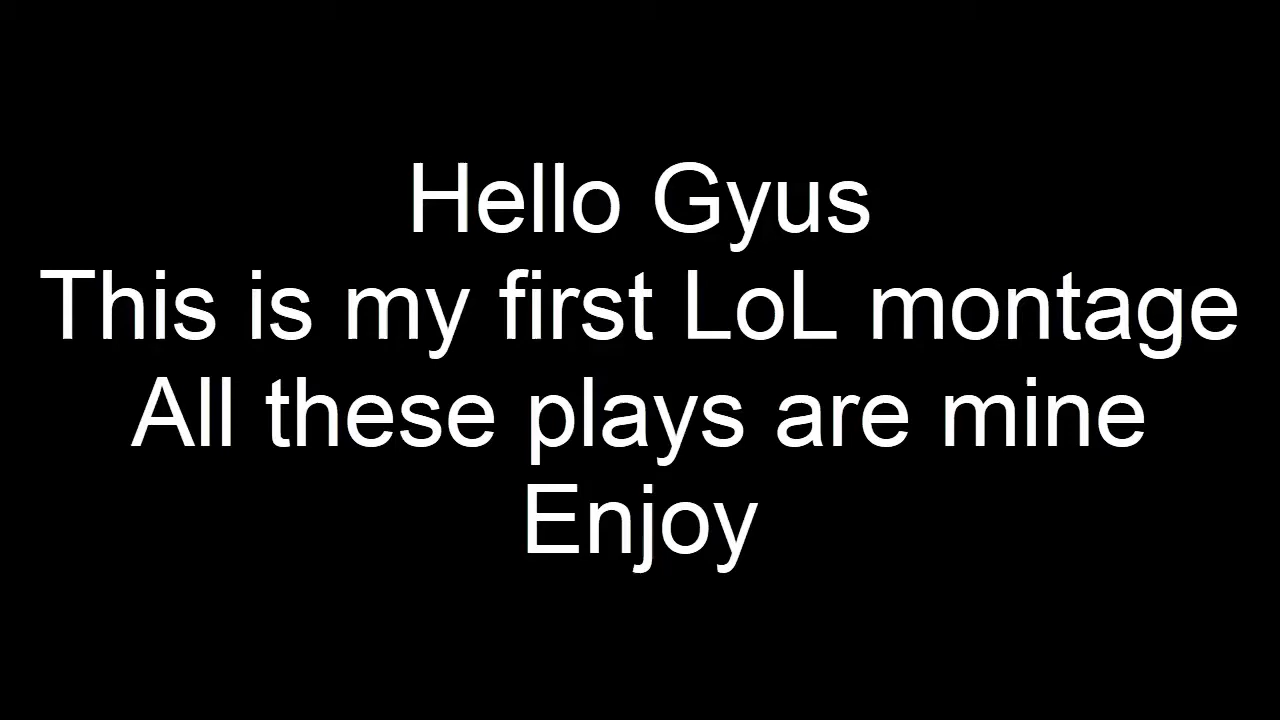 Hello Gyus
This is my first LoL montage
All these plays are mine
Enjoy